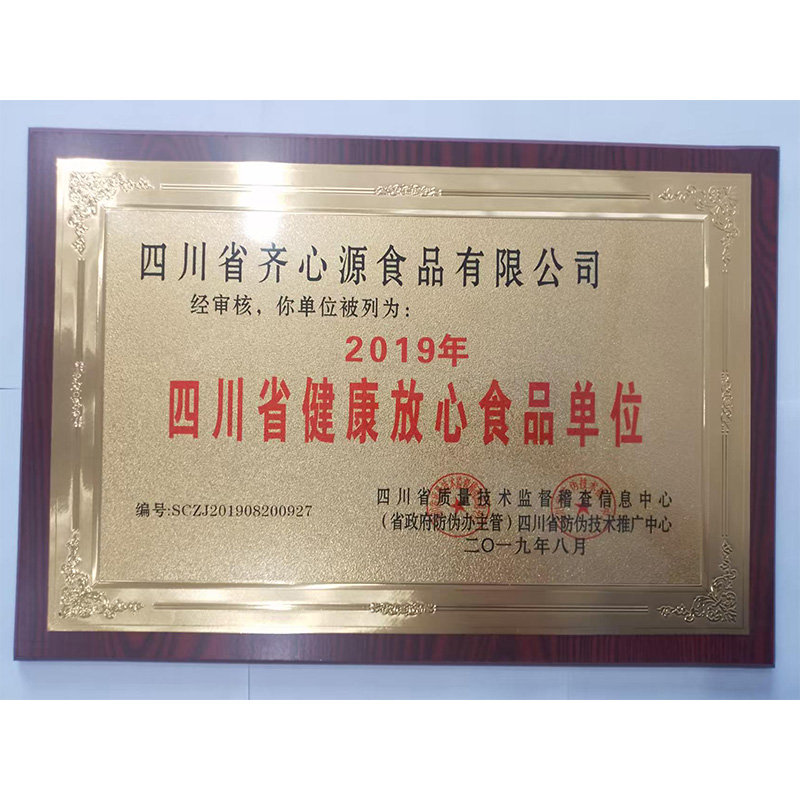 四川省齐心源食品有限公司
经审核，你单位被列为：
2019年
四川省健康放心食品单位
四川省质量技术监督稽查信息中心
编号:SCZJ201908200927
（省政府防伪办主管）四川省防伪技术推广中心
二〇一九年八月